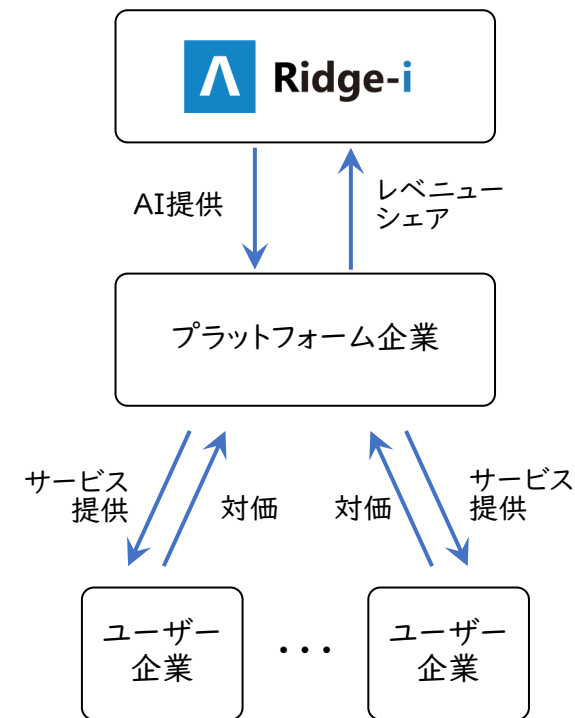 Ridge-i
AI提供
レベニュー
シェア
プラットフォーム企業
サービス
提供
対価
対価
サービス
提供
ユーザー
企業
・・・
ユーザー
企業